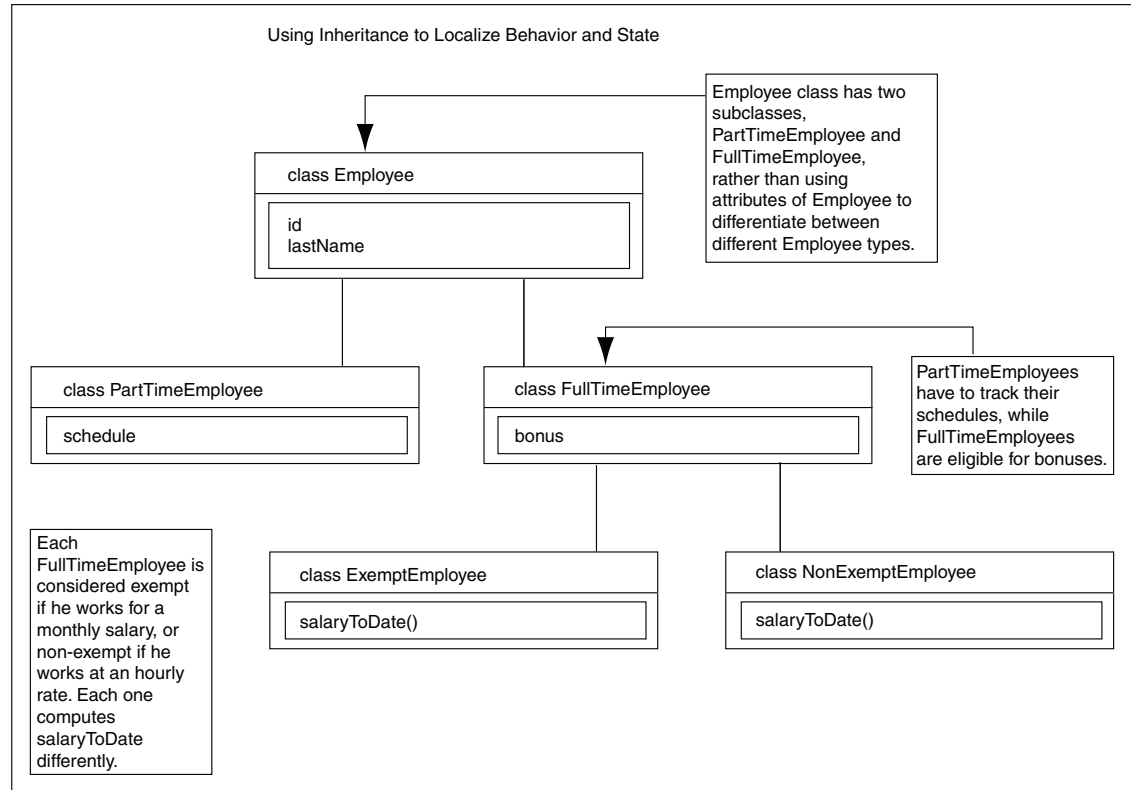 Using Inheritance to Localize Behavior and State
Employee class has two
subclasses,
PartTimeEmployee and
FullTimeEmployee,
rather than using
attributes of Employee to
differentiate between
different Employee types.
class Employee
id
lastName
class PartTimeEmployee
schedule
class FullTimeEmployee
bonus
PartTimeEmployees
have to track their
schedules, while
FullTimeEmployees
are eligible for bonuses.
Each
FullTimeEmployee is
considered exempt
if he works for a
monthly salary, or
non-exempt if he
works at an hourly
rate. Each one
computes
salaryToDate
differently.
class ExemptEmployee
salaryToDate()
class NonExemptEmployee
salaryToDate()